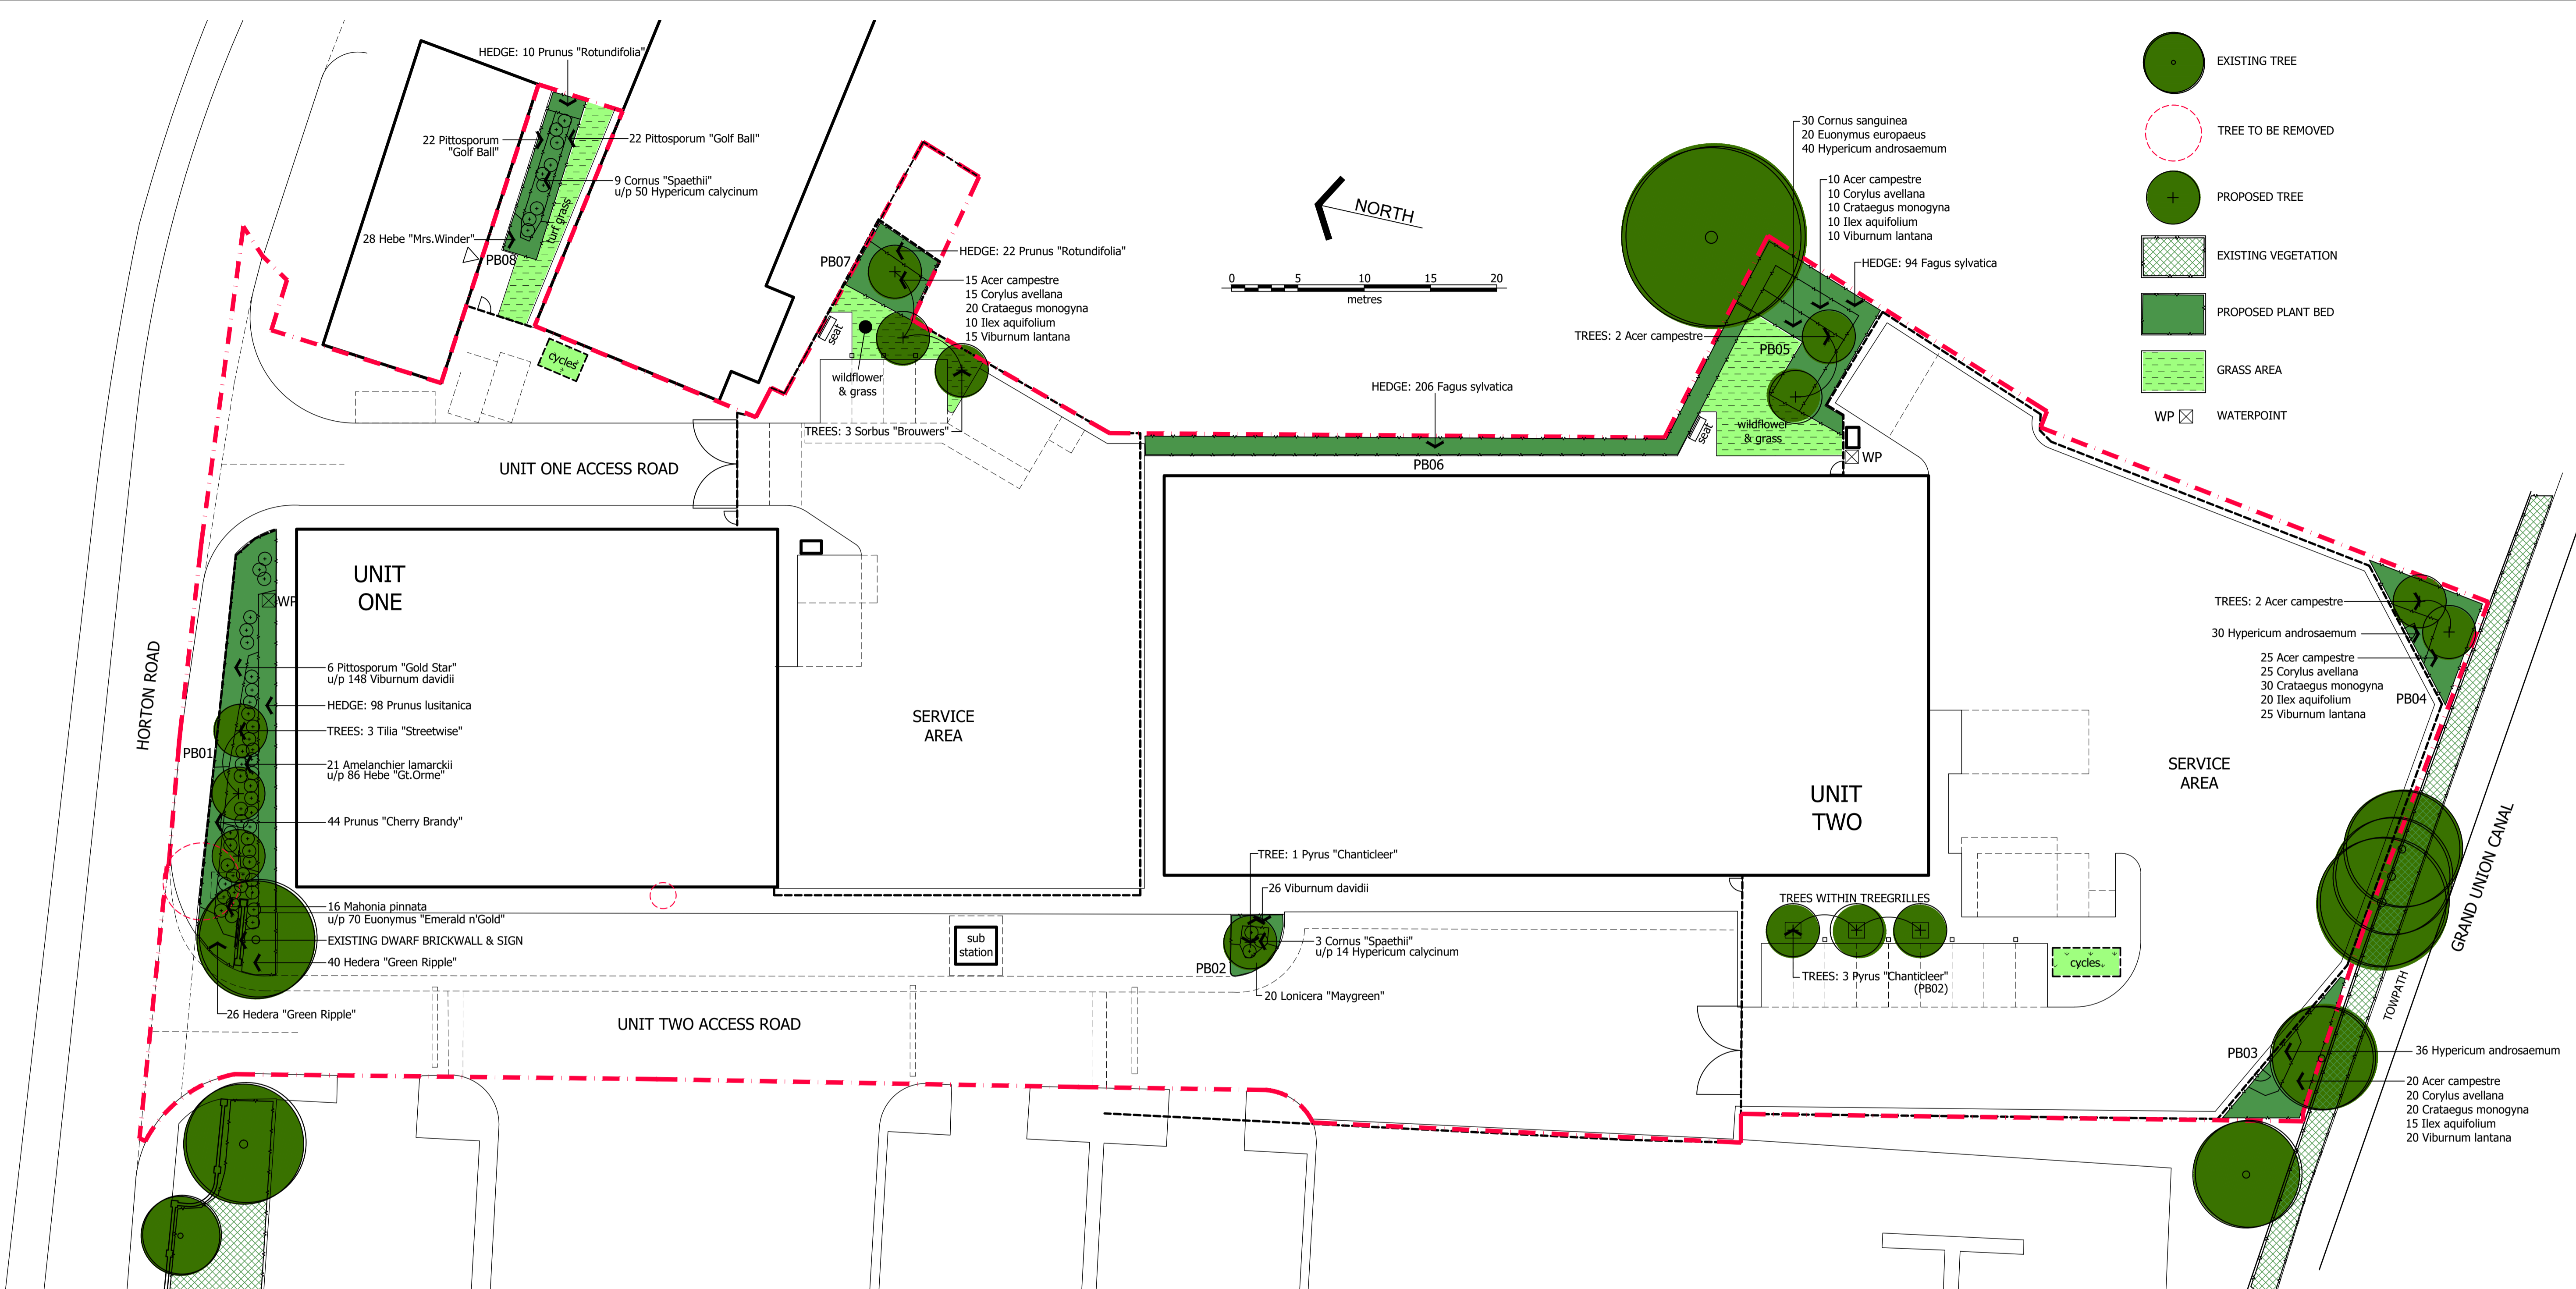 HEDGE: 10 Prunus "Rotundifolia"
22 Pittosporum
"Golf Ball"
22 Pittosporum "Golf Ball"
9 Cornus "Spaethii"
u/p 50 Hypericum calycinum
turf grass
28 Hebe "Mrs.Winder"
PB08
cycles
PB07
HEDGE: 22 Prunus "Rotundifolia"
15 Acer campestre
15 Corylus avellana
20 Crataegus monogyna
10 Ilex aquifolium
15 Viburnum lantana
seat
wildflower
& grass
TREES: 3 Sorbus "Brouwers"
NORTH
0 5 10 15 20
metres
30 Cornus sanguinea
20 Euonymus europaeus
40 Hypericum androsaemum
10 Acer campestre
10 Corylus avellana
10 Crataegus monogyna
10 Ilex aquifolium
10 Viburnum lantana
HEDGE: 94 Fagus sylvatica
TREES: 2 Acer campestre
PB05
HEDGE: 206 Fagus sylvatica
seat
wildflower
& grass
WP
PB06
EXISTING TREE
TREE TO BE REMOVED
PROPOSED TREE
EXISTING VEGETATION
PROPOSED PLANT BED
GRASS AREA
WP WATERPOINT
UNIT ONE ACCESS ROAD
UNIT
ONE
WP
HORTON ROAD
6 Pittosporum "Gold Star"
u/p 148 Viburnum davidii
HEDGE: 98 Prunus lusitanica
TREES: 3 Tilia "Streetwise"
PB01
21 Amelanchier lamarckii
u/p 86 Hebe "Gt.Orme"
44 Prunus "Cherry Brandy"
16 Mahonia pinnata
u/p 70 Euonymus "Emerald n'Gold"
EXISTING DWARF BRICKWALL & SIGN
40 Hedera "Green Ripple"
26 Hedera "Green Ripple"
SERVICE
AREA
UNIT
TWO
SERVICE
AREA
TREES: 2 Acer campestre
30 Hypericum androsaemum
25 Acer campestre
25 Corylus avellana
30 Crataegus monogyna
20 Ilex aquifolium
25 Viburnum lantana
PB04
TREE: 1 Pyrus "Chanticleer"
26 Viburnum davidii
3 Cornus "Spaethii"
u/p 14 Hypericum calycinum
PB02
20 Lonicera "Maygreen"
sub
station
UNIT TWO ACCESS ROAD
TREES WITHIN TREEGRILLES
TREES: 3 Pyrus "Chanticleer"
(PB02)
cycles
GRAND UNION CANAL
TOWPATH
PB03
36 Hypericum androsaemum
20 Acer campestre
20 Corylus avellana
20 Crataegus monogyna
15 Ilex aquifolium
20 Viburnum lantana